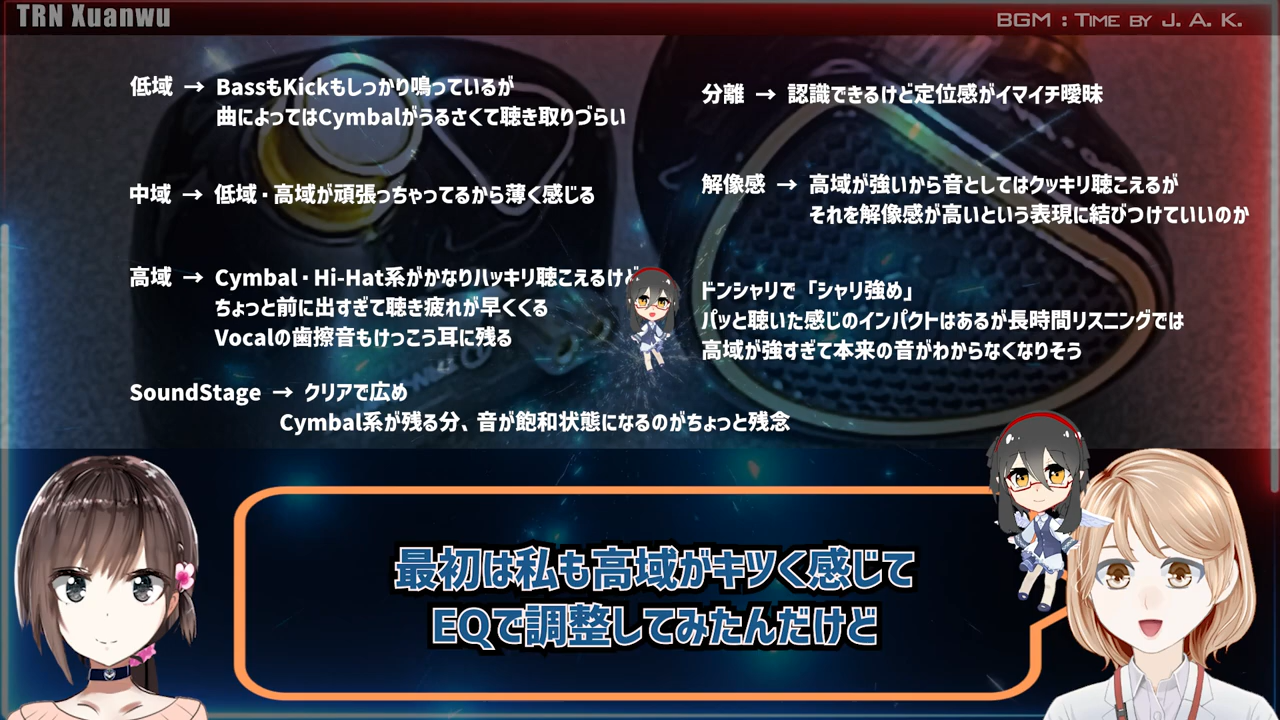 TRN Xuanwu
BGM : Time by J. A. K.
低域 → BassもKickもしっかり鳴っているが
曲によってはCymbalがうるさくて聴き取りづらい
中域 → 低域・高域が頑張っちゃってるから薄く感じる
高域 → Cymbal・Hi-Hat系がかなりハッキリ聴こえるけど
ちょっと前に出すぎて聴き疲れが早くくる
Vocalの歯擦音もけっこう耳に残る
SoundStage → クリアで広め
Cymbal系が残る分、音が飽和状態になるのがちょっと残念
分離 → 認識できるけど定位感がイマイチ曖昧
解像感 → 高域が強いから音としてはクッキリ聴こえるが
それを解像感が高いという表現に結びつけていいのか
ドンシャリで「シャリ強め」
パッと聴いた感じのインパクトはあるが長時間リスニングでは
高域が強すぎて本来の音がわからなくなりそう
最初は私も高域がキツく感じて
EQで調整してみたんだけど